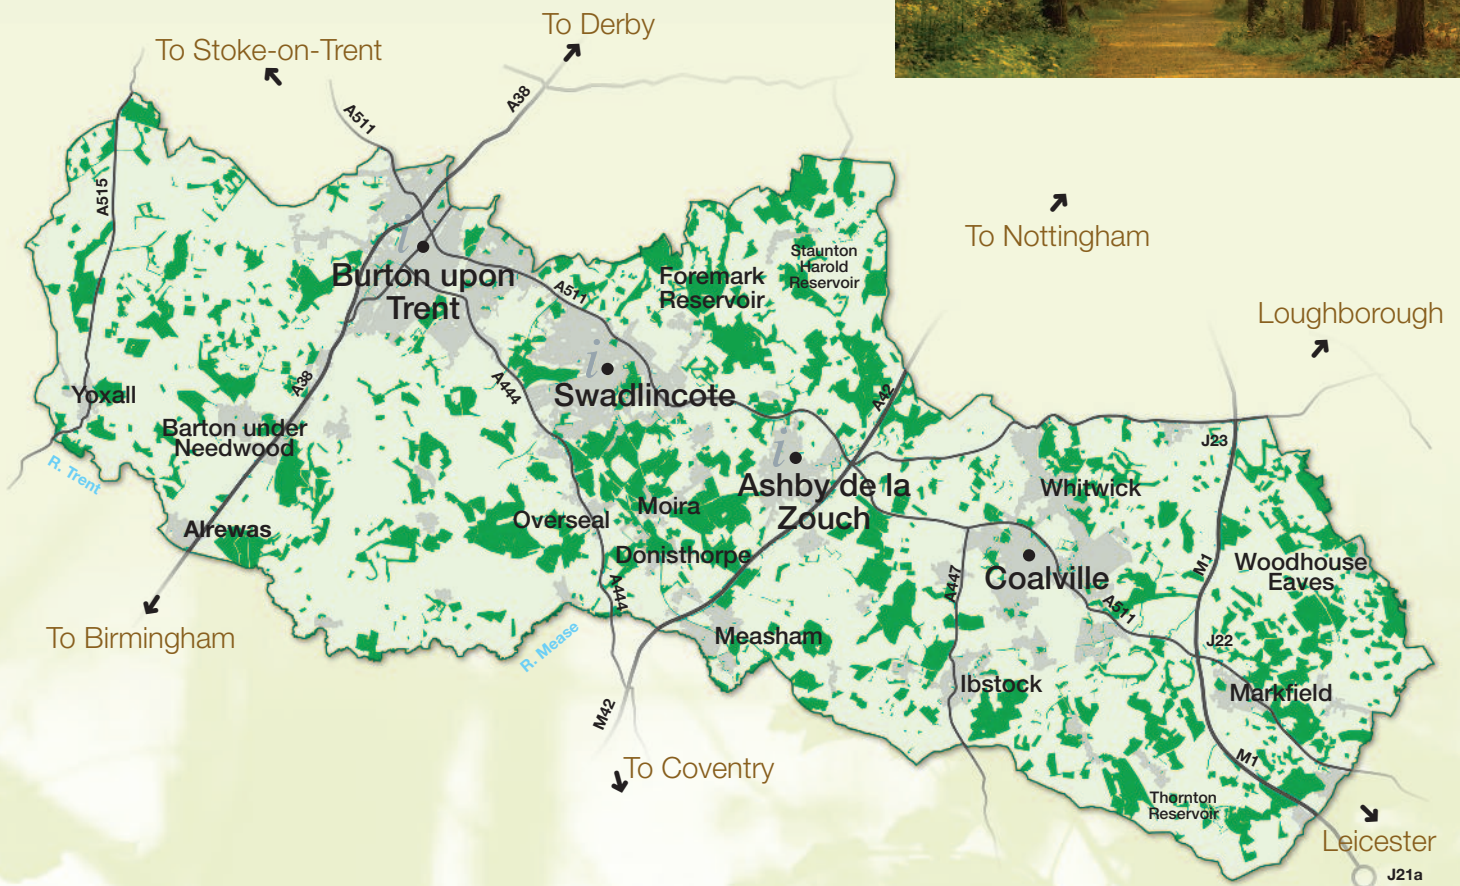 To Derby
To Stoke-on-Trent
A38
A511
A515
To Nottingham
i
Burton upon
Trent
Foremark
Reservoir
Staunton
Harold
Reservoir
A511
Loughborough
i
Swadlincote
A444
A38
A42
Yoxall
Barton under
Needwood
R. Trent
J23
i
Ashby de la
Zouch
Whitwick
Moira
Overseal
Alrewas
Donisthorpe
M1
Woodhouse
Eaves
Coalville
A447
A444
A511
To Birmingham
R. Mease
Measham
J22
Ibstock
Markfield
M42
To Coventry
M1
Thornton
Reservoir
Leicester
J21a